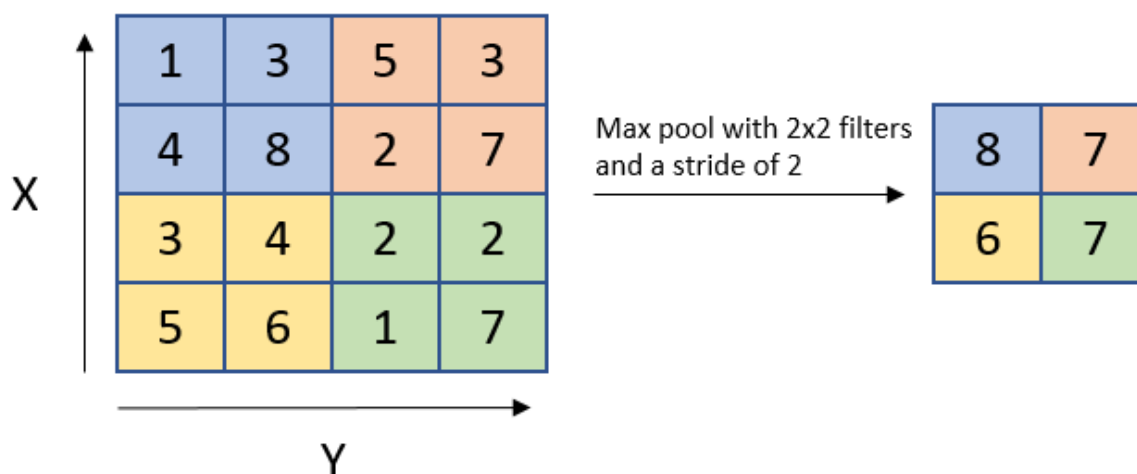 1 3 5 3
4 8 2 7
3 4 2 2
5 6 1 7
X
Y
Max pool with 2x2 filters
and a stride of 2
8 7
6 7